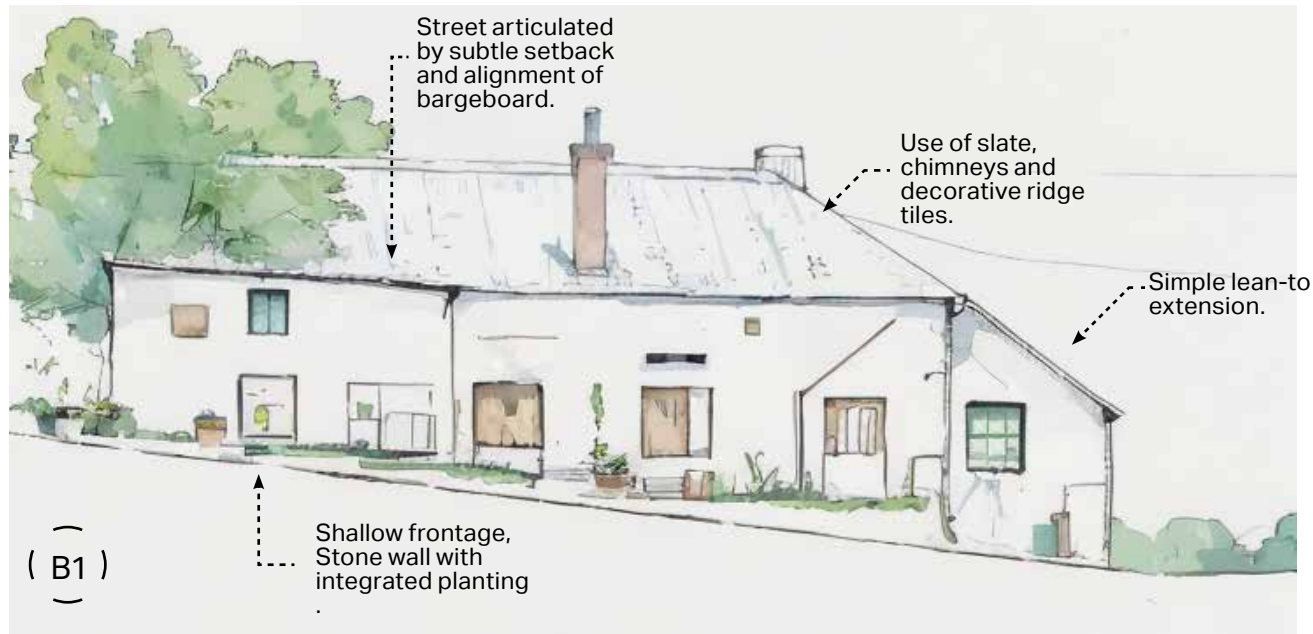 Street articulated
by subtle setback
and alignment of
bargeboard.
Use of slate,
chimneys and
decorative ridge
tiles.
Simple lean-to
extension.
Shallow frontage,
Stone wall with
integrated planting
.
( B1 )